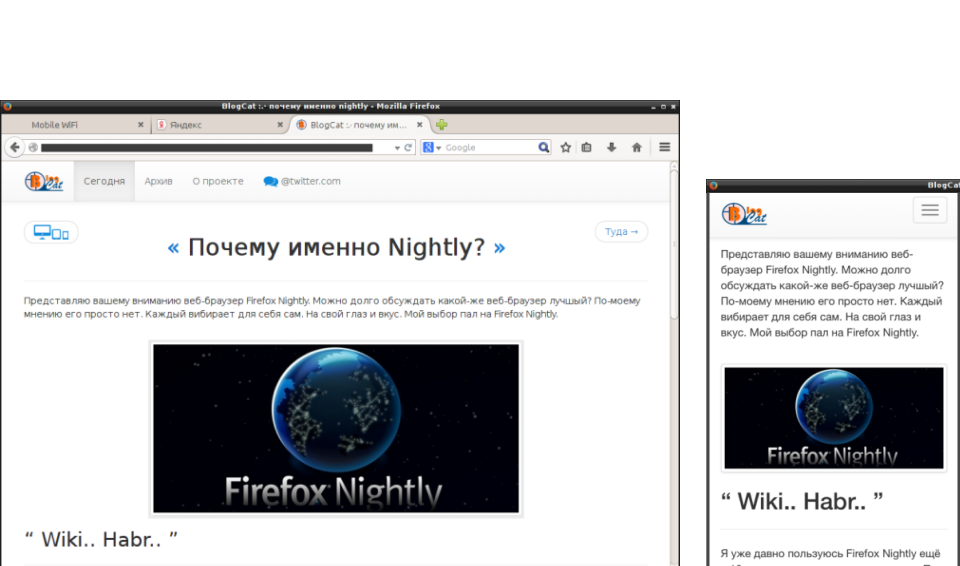 BlogCat :.· почему именно nightly - Mozilla Firefox
Mobile WiFi
Яндекс
BlogCat :.· почему им...
Google
Blog Cat
Сегодня
Архив
О проекте
@twitter.com
« Почему именно Nightly? »
Туда →
Представляю вашему вниманию веб-браузер Firefox Nightly. Можно долго обсуждать какой-же веб-браузер лучший? По-моему
мнению его просто нет. Каждый вибирает для себя сам. На свой глаз и вкус. Мой выбор пал на Firefox Nightly.
Firefox Nightly
“ Wiki.. Habr.. ”
BlogCat
Blog Cat
Представляю вашему вниманию веб-
браузер Firefox Nightly. Можно долго
обсуждать какой-же веб-браузер лучший?
По-моему мнению его просто нет. Каждый
вибирает для себя сам. На свой глаз и
вкус. Мой выбор пал на Firefox Nightly.
Firefox Nightly
“ Wiki.. Habr.. ”
Я уже давно пользуюсь Firefox Nightly ещё